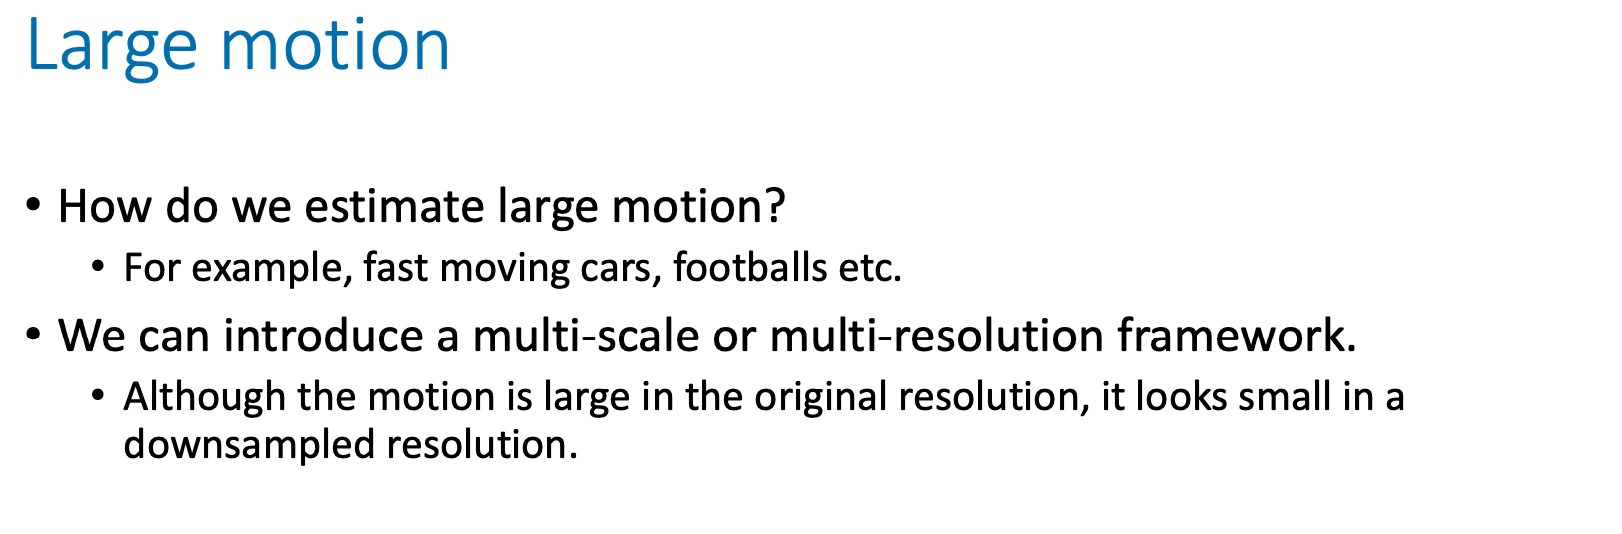 Large motion
• How do we estimate large motion?
• For example, fast moving cars, footballs etc.
• We can introduce a multi-scale or multi-resolution framework.
• Although the motion is large in the original resolution, it looks small in a
downsampled resolution.